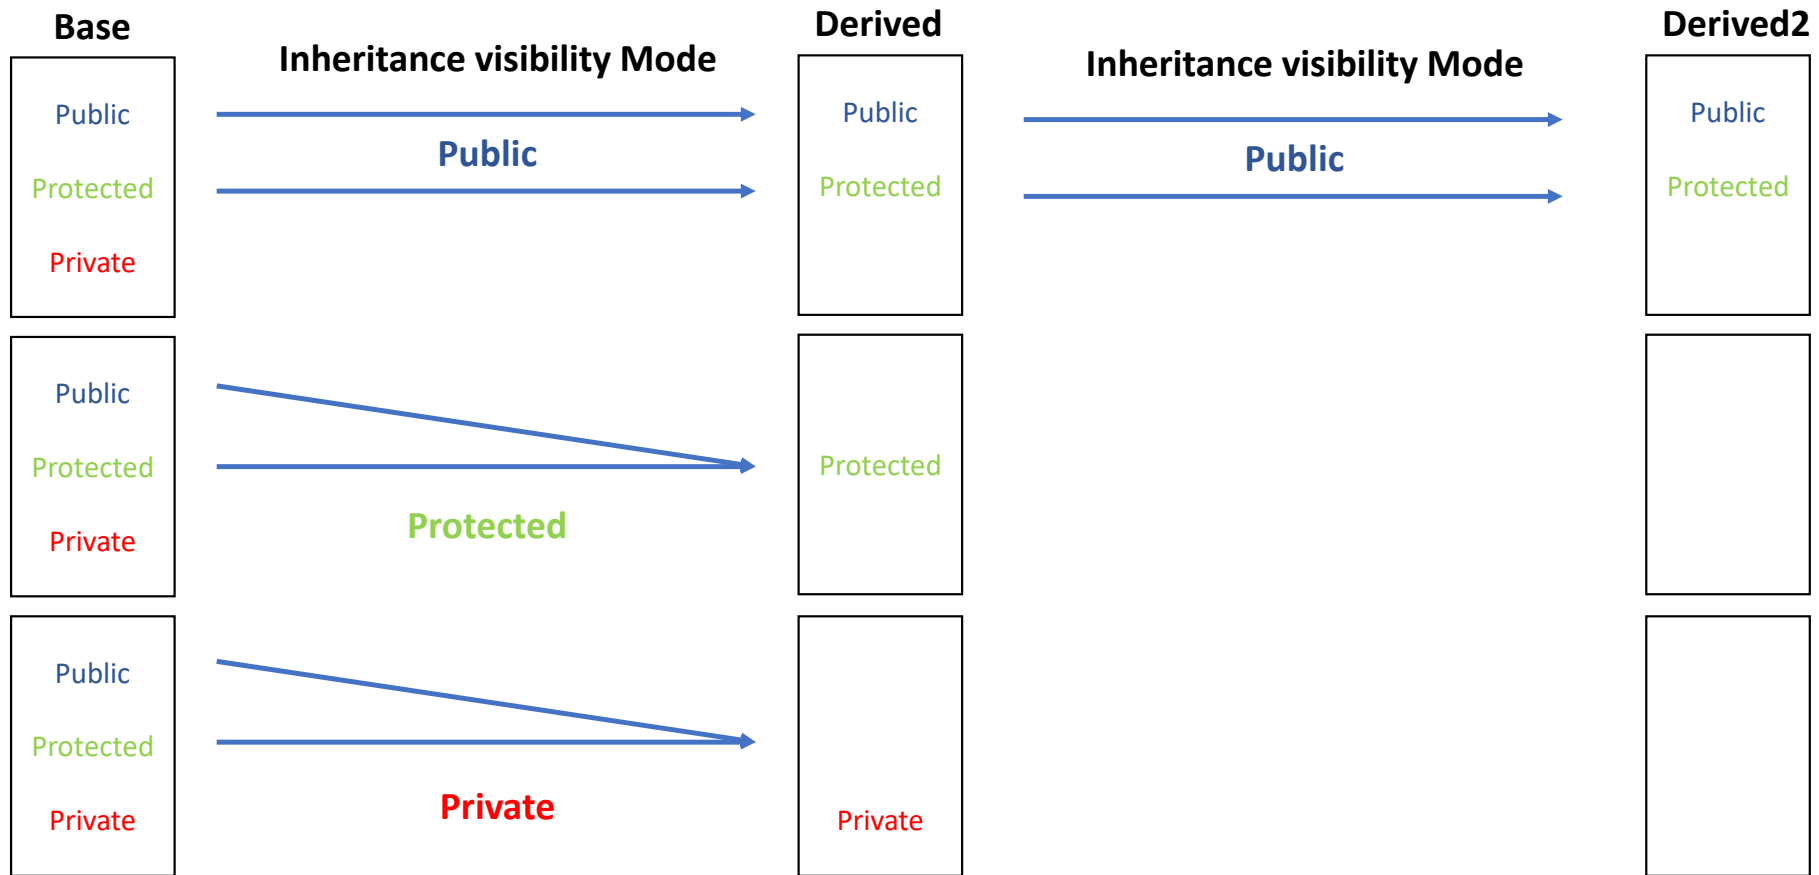 Base
Inheritance visibility Mode
Derived
Inheritance visibility Mode
Derived2
Public
Protected
Private
Public
Public
Protected
Public
Public
Protected
Public
Protected
Private
Protected
Protected
Public
Protected
Private
Private
Private